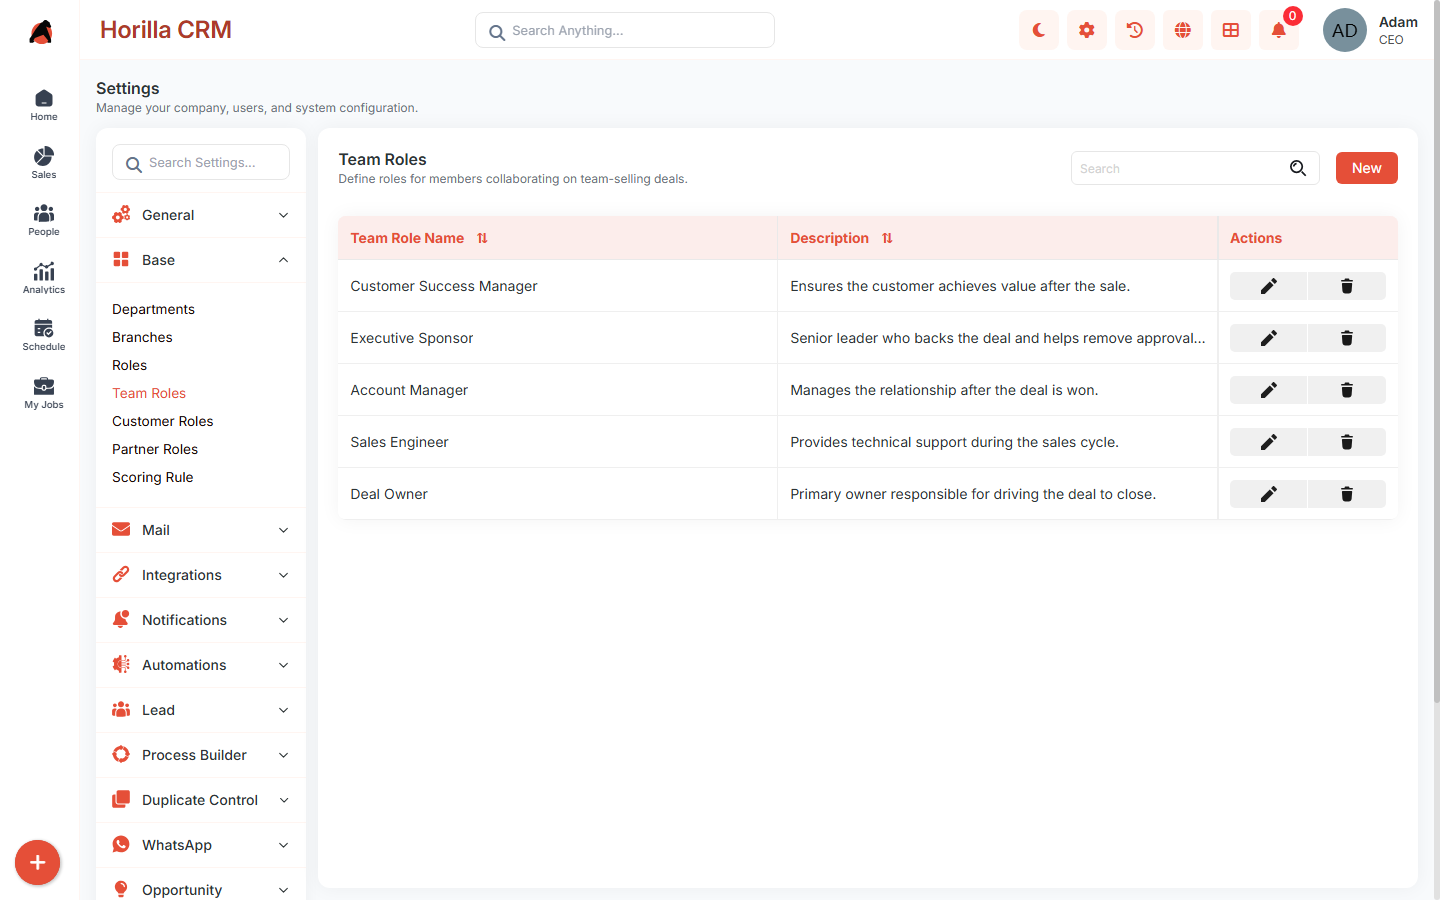 Horilla CRM
Search Anything...
0
AD
Adam
CEO
Home
Sales
People
Analytics
Schedule
My Jobs
Settings
Manage your company, users, and system configuration.
Search Settings...
General
Base
Departments
Branches
Roles
Team Roles
Customer Roles
Partner Roles
Scoring Rule
Mail
Integrations
Notifications
Automations
Lead
Process Builder
Duplicate Control
WhatsApp
Opportunity
Team Roles
Define roles for members collaborating on team-selling deals.
Search
New
Team Role Name Description Actions
Customer Success Manager Ensures the customer achieves value after the sale.
Executive Sponsor Senior leader who backs the deal and helps remove approval...
Account Manager Manages the relationship after the deal is won.
Sales Engineer Provides technical support during the sales cycle.
Deal Owner Primary owner responsible for driving the deal to close.